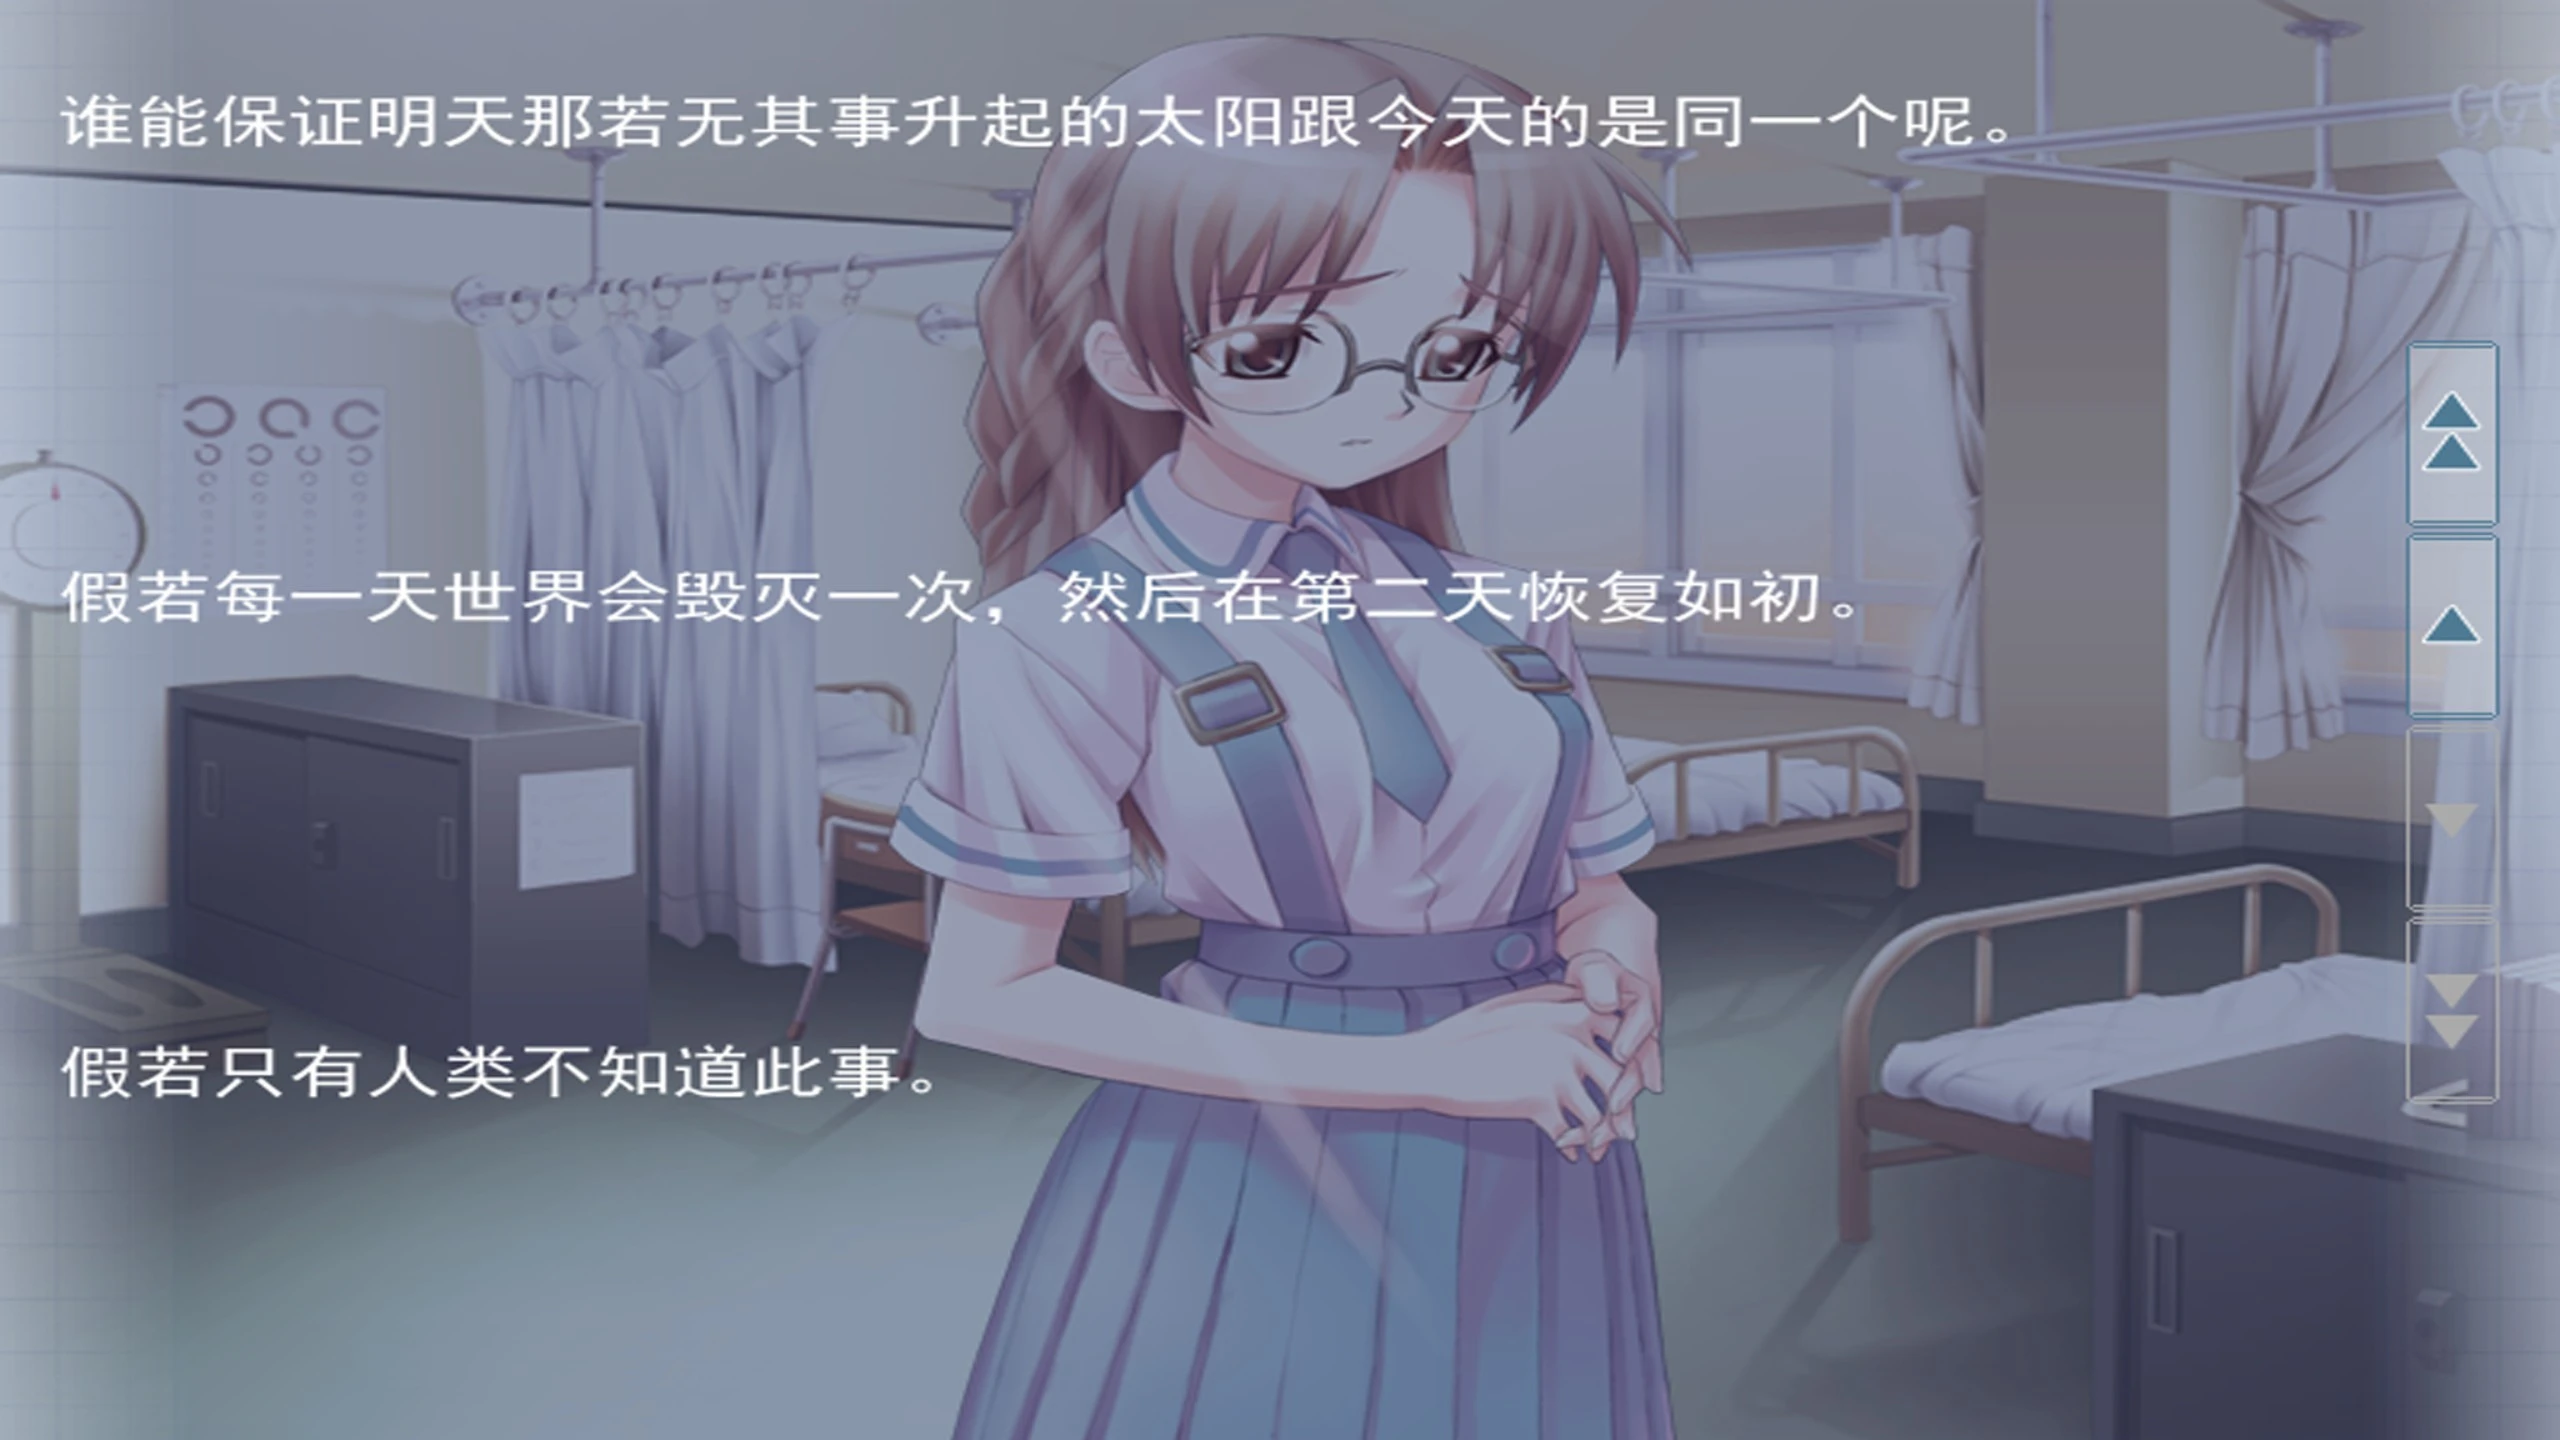 谁能保证明天那若无其事升起的太阳跟今天的是同一个呢。
假若每一天世界会毁灭一次，然后在第二天恢复如初。
假若只有人类不知道此事。